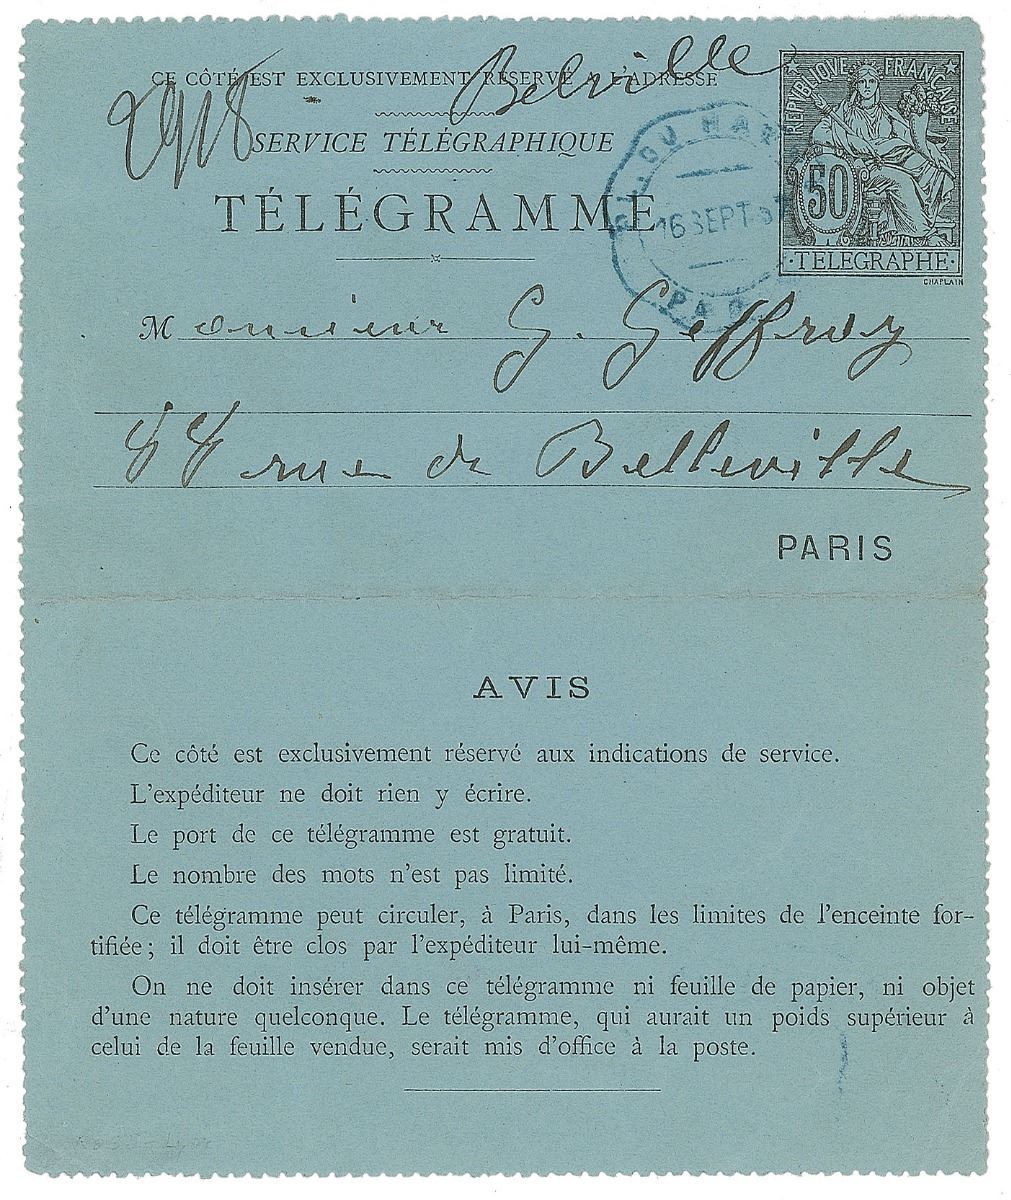 Belville
CE CÔTÉ EST EXCLUSIVEMENT RÉSERVÉ A L'ADRESSE
SERVICE TÉLÉGRAPHIQUE
TÉLÉGRAMME
REPUBLIQUE FRANÇAISE
50
·TELEGRAPHE·
CHAPLAIN
16 SEPT
Monsieur G. Geffroy
rue de Belleville
PARIS
AVIS
Ce côté est exclusivement réservé aux indications de service.
L'expéditeur ne doit rien y écrire.
Le port de ce télégramme est gratuit.
Le nombre des mots n'est pas limité.
Ce télégramme peut circuler, à Paris, dans les limites de l'enceinte for-
tifiée; il doit être clos par l'expéditeur lui-même.
On ne doit insérer dans ce télégramme ni feuille de papier, ni objet
d'une nature quelconque. Le télégramme, qui aurait un poids supérieur à
celui de la feuille vendue, serait mis d'office à la poste.